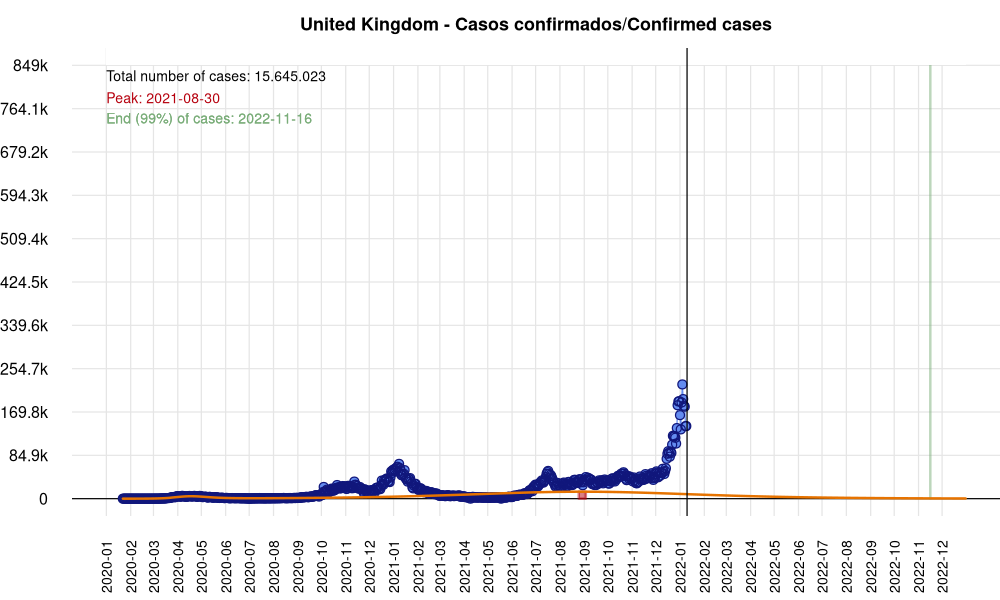 United Kingdom - Casos confirmados/Confirmed cases
Total number of cases: 15.645.023
Peak: 2021-08-30
End (99%) of cases: 2022-11-16
849k
764.1k
679.2k
594.3k
509.4k
424.5k
339.6k
254.7k
169.8k
84.9k
0
2020-01
2020-02
2020-03
2020-04
2020-05
2020-06
2020-07
2020-08
2020-09
2020-10
2020-11
2020-12
2021-01
2021-02
2021-03
2021-04
2021-05
2021-06
2021-07
2021-08
2021-09
2021-10
2021-11
2021-12
2022-01
2022-02
2022-03
2022-04
2022-05
2022-06
2022-07
2022-08
2022-09
2022-10
2022-11
2022-12